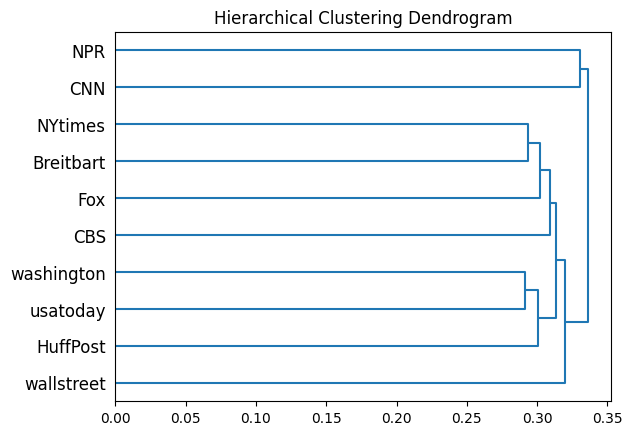 Hierarchical Clustering Dendrogram
NPR
CNN
NYtimes
Breitbart
Fox
CBS
washington
usatoday
HuffPost
wallstreet
0.00 0.05 0.10 0.15 0.20 0.25 0.30 0.35